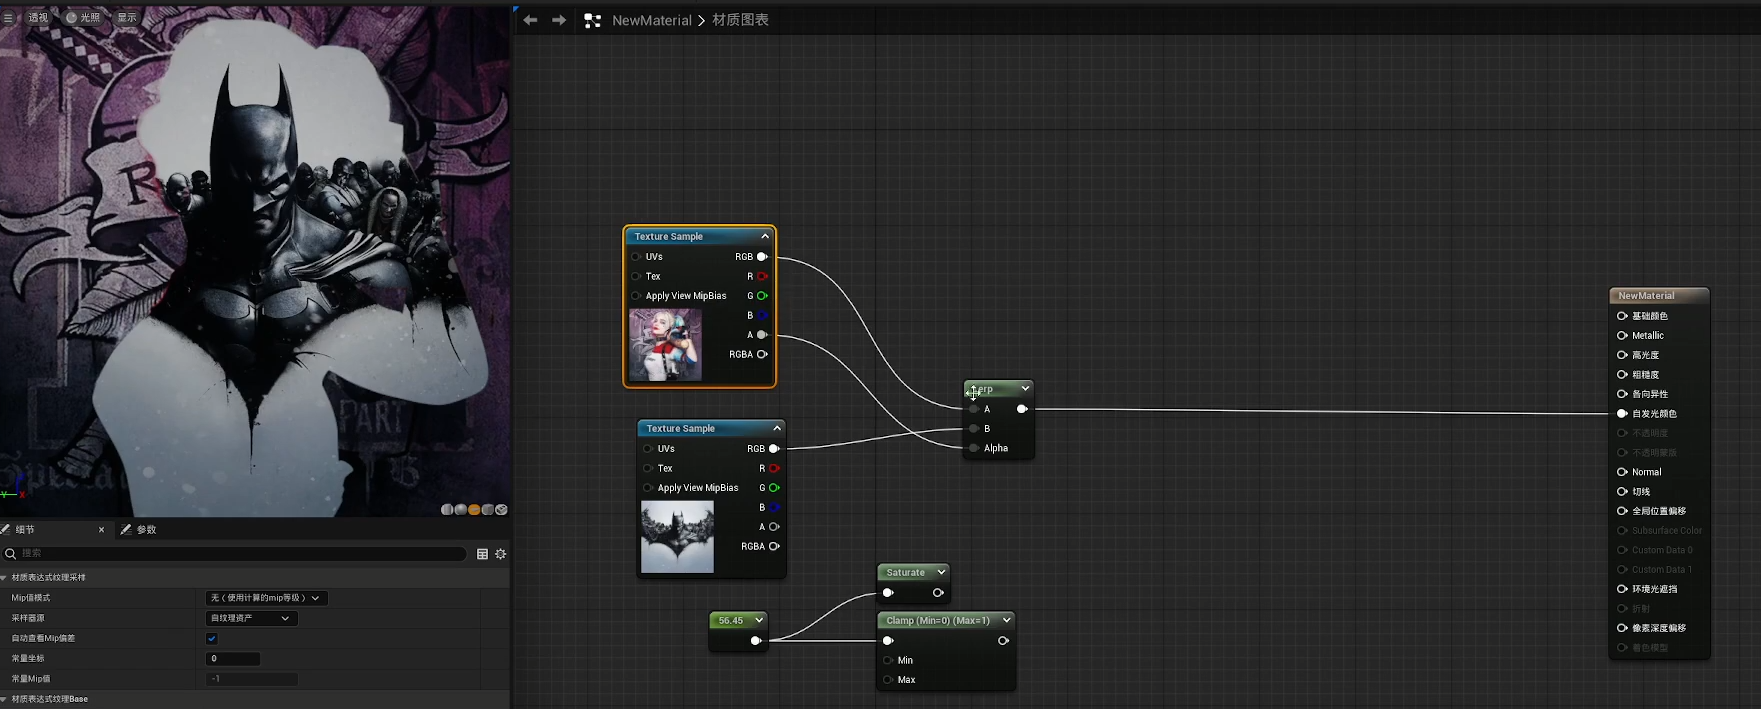 透视
光照
显示
NewMaterial
材质图表
R
PART
Texture Sample
UVs
RGB
Tex
R
Apply View MipBias
G
B
A
RGBA
Texture Sample
UVs
RGB
Tex
R
Apply View MipBias
G
B
A
RGBA
erp
A
B
Alpha
Saturate
56.45
Clamp (Min=0) (Max=1)
Min
Max
NewMaterial
基础颜色
Metallic
高光度
粗糙度
各向异性
自发光颜色
不透明度
不透明蒙版
Normal
切线
全局位置偏移
Subsurface Color
Custom Data 0
Custom Data 1
环境光遮挡
折射
像素深度偏移
着色模型
细节
参数
搜索
材质表达式纹理采样
Mip值模式
无（使用计算的mip等级）
采样器源
自纹理资产
自动查看Mip偏差
常量坐标
0
常量Mip值
-1
材质表达式纹理Base